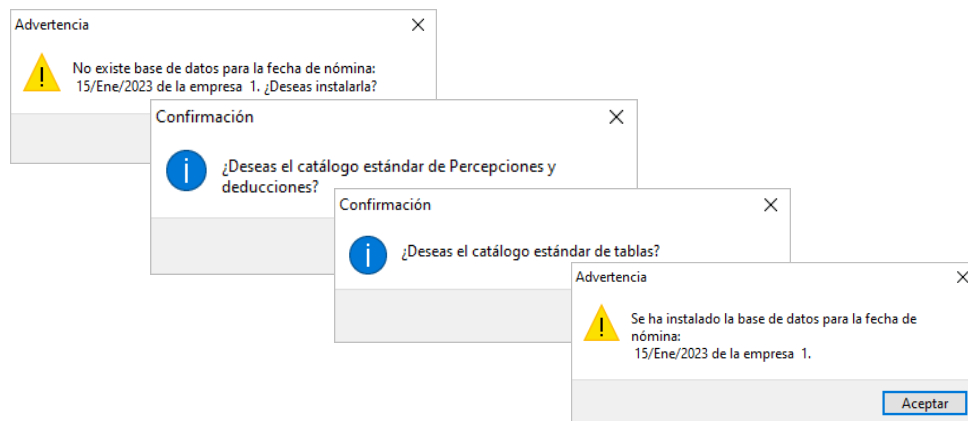 Advertencia
No existe base de datos para la fecha de nómina:
15/Ene/2023 de la empresa 1. ¿Deseas instalarla?
Confirmación
¿Deseas el catálogo estándar de Percepciones y
deducciones?
Confirmación
¿Deseas el catálogo estándar de tablas?
Advertencia
Se ha instalado la base de datos para la fecha de
nómina:
15/Ene/2023 de la empresa 1.
Aceptar